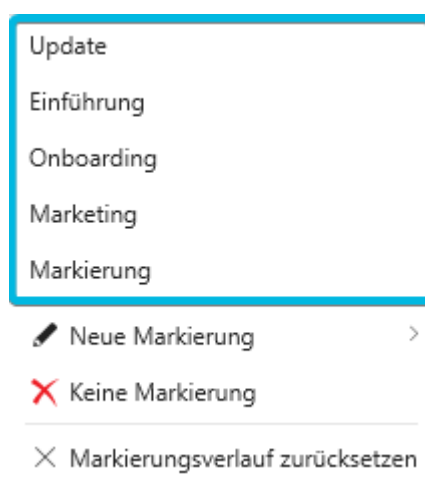 Update
Einführung
Onboarding
Marketing
Markierung
Neue Markierung
Keine Markierung
Markierungsverlauf zurücksetzen